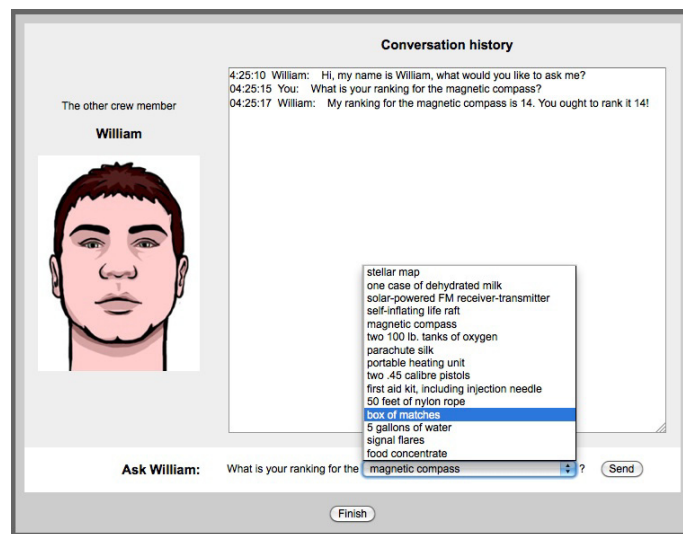 Conversation history
4:25:10 William: Hi, my name is William, what would you like to ask me?
04:25:15 You: What is your ranking for the magnetic compass?
04:25:17 William: My ranking for the magnetic compass is 14. You ought to rank it 14!
The other crew member
William
stellar map
one case of dehydrated milk
solar-powered FM receiver-transmitter
self-inflating life raft
magnetic compass
two 100 lb. tanks of oxygen
parachute silk
portable heating unit
two .45 calibre pistols
first aid kit, including injection needle
50 feet of nylon rope
box of matches
5 gallons of water
signal flares
food concentrate
Ask William: What is your ranking for the magnetic compass ? Send
Finish